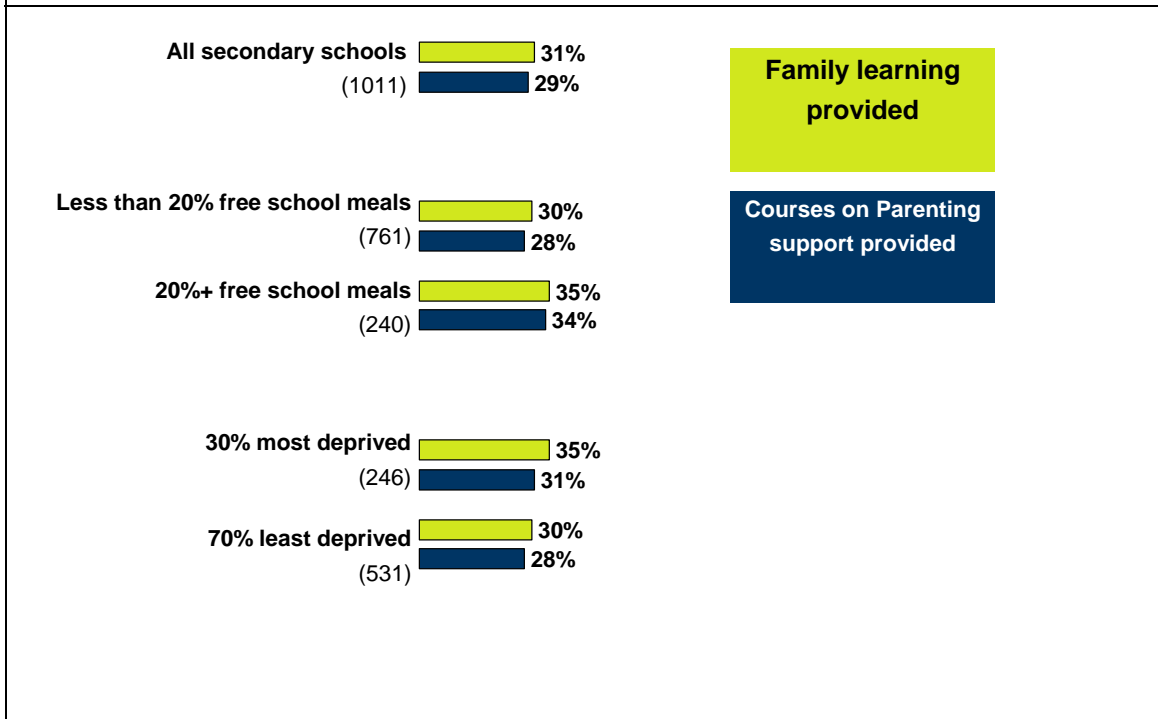 All secondary schools
(1011)
31%
29%
Less than 20% free school meals
(761)
30%
28%
20%+ free school meals
(240)
35%
34%
30% most deprived
(246)
35%
31%
70% least deprived
(531)
30%
28%
Family learning
provided
Courses on Parenting
support provided